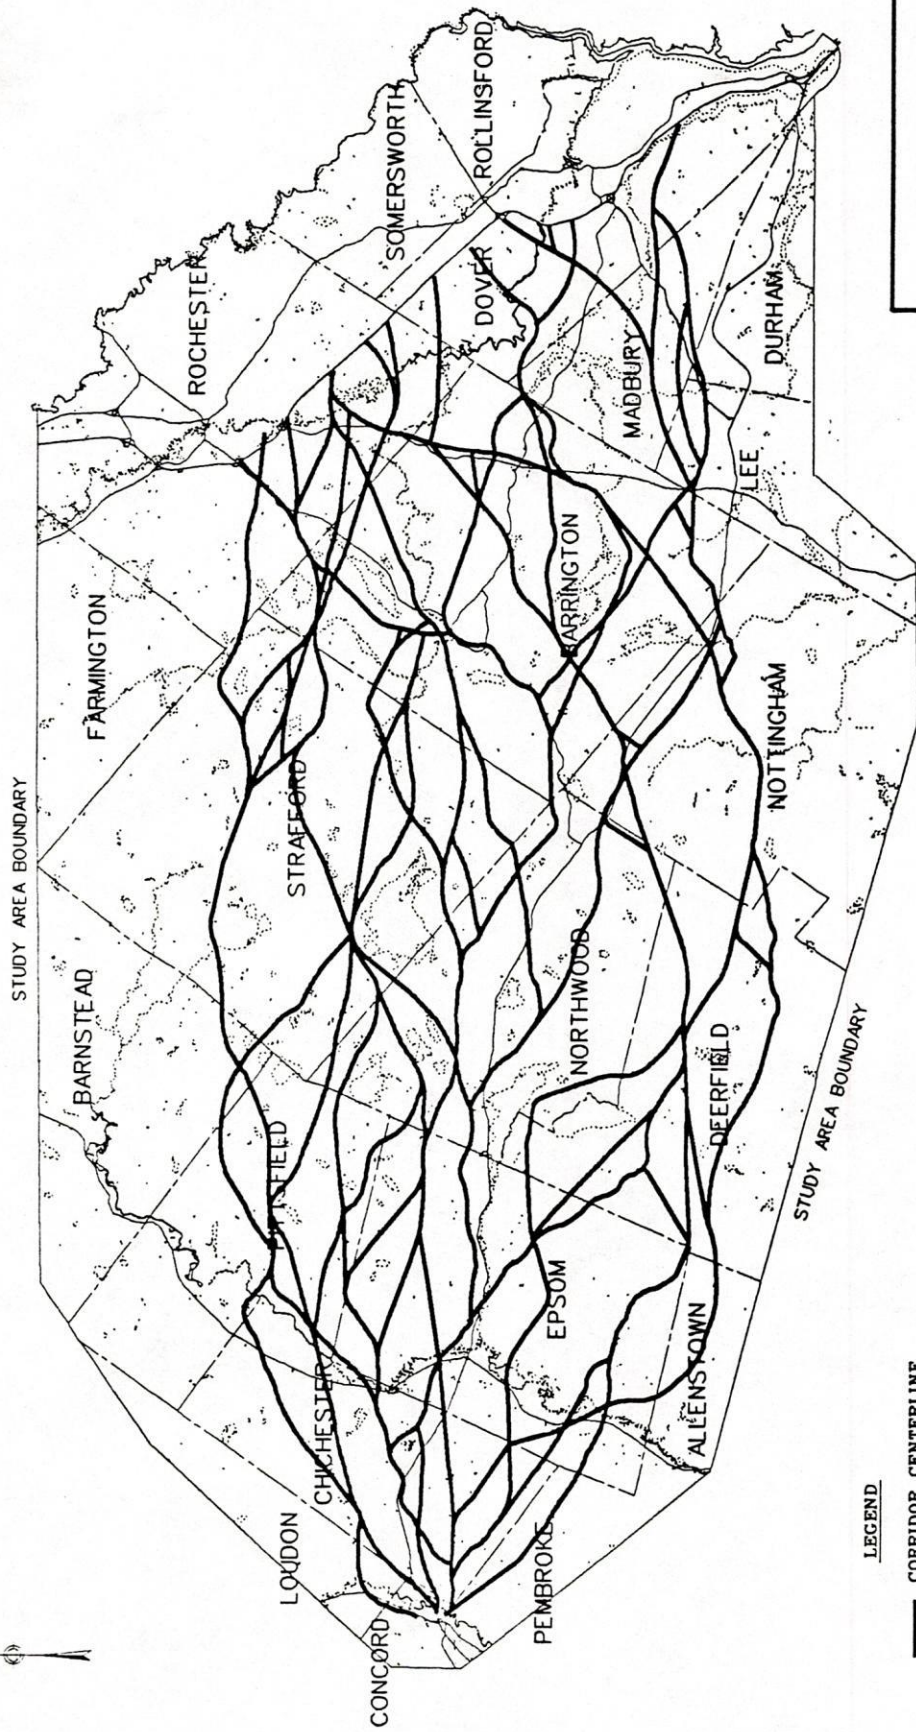 STUDY AREA BOUNDARY
BARNSTEAD
FARMINGTON
ROCHESTER
SOMERSWORTH
ROLLINSFORD
LOUDON
CHICHESTER
PITTSFIELD
STRAFFORD
DOVER
CONCORD
PEMBROKE
EPSOM
NORTHWOOD
BARRINGTON
MADBURY
ALLENSTOWN
DEERFIELD
NOTTINGHAM
LEE
DURHAM
STUDY AREA BOUNDARY
LEGEND
CORRIDOR CENTERLINE